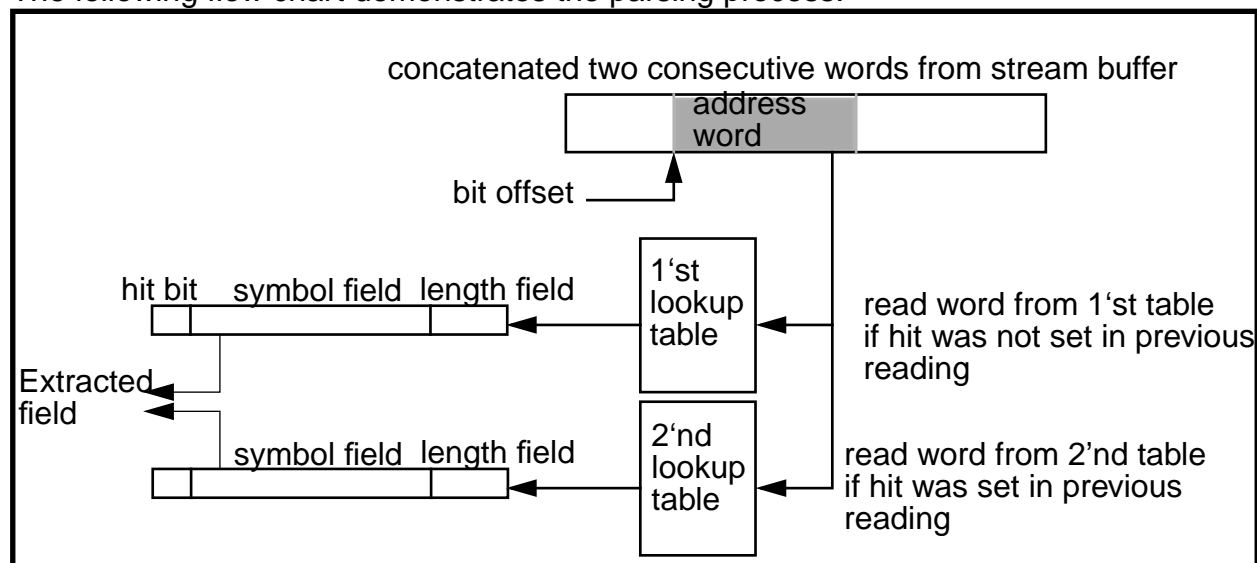 The following flow chart demonstrates the parsing process:
concatenated two consecutive words from stream buffer
address
word
bit offset
hit bit symbol field length field
1‘st
lookup
table
read word from 1‘st table
if hit was not set in previous
reading
Extracted
field
symbol field length field
2‘nd
lookup
table
read word from 2’nd table
if hit was set in previous
reading